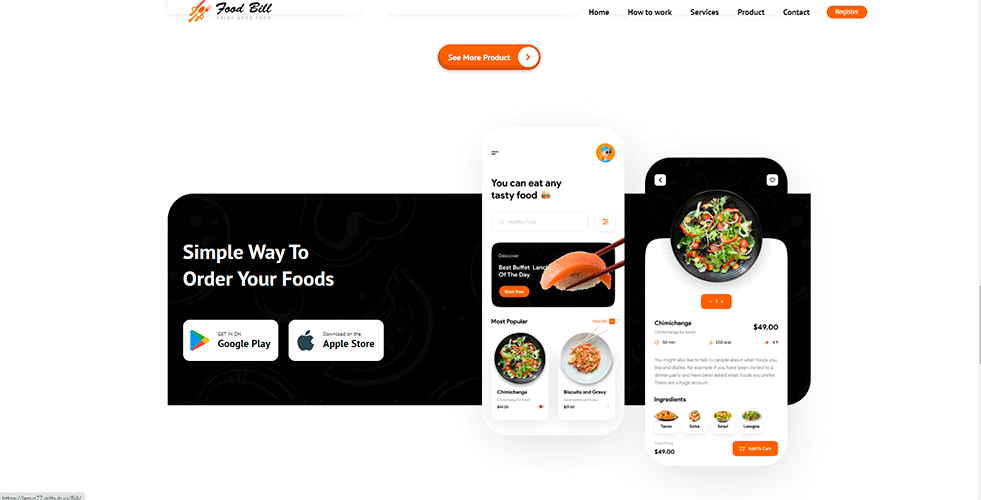 Food Bill
ENJOY GOOD FOOD
Home
How to work
Services
Product
Contact
Register
See More Product
Simple Way To
Order Your Foods
GET IN ON
Google Play
Download on the
Apple Store
You can eat any
tasty food
Healthy Food
Descover
Best Buffet Lanch
Of The Day
Book Now
Most Popular
View All
Chimichanga
Chimichanga for lunch
$49.00
Biscuits and Gravy
$29.00
- 1 +
Chimichanga
Chimichanga for lunch
$49.00
50 min
250 kcal
4.9
You might also like to talk to people about what foods you
like and dislike, for example if you have been invited to a
dinner party and have been asked what foods you prefer.
There are a huge amount.
Ingredients
Tacos
Salsa
Salad
Lasagna
Total Price
$49.00
Add To Cart
https://lenur77.github.io/Bill/